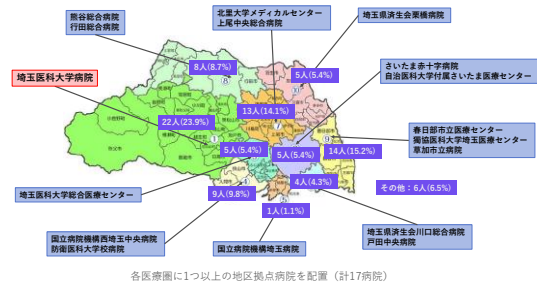 熊谷総合病院
行田総合病院
北里大学メディカルセンター
上尾中央総合病院
埼玉県済生会栗橋病院
埼玉医科大学病院
さいたま赤十字病院
自治医科大学付属さいたま医療センター
8人(8.7%)
5人(5.4%)
13人(14.1%)
22人(23.9%)
5人(5.4%)
5人(5.4%)
14人(15.2%)
春日部市立医療センター
獨協医科大学埼玉医療センター
草加市立病院
4人(4.3%)
その他：6人(6.5%)
埼玉医科大学総合医療センター
9人(9.8%)
1人(1.1%)
国立病院機構西埼玉中央病院
防衛医科大学校病院
国立病院機構埼玉病院
埼玉県済生会川口総合病院
戸田中央病院
小鹿野町
秩父市
飯能市
各医療圏に1つ以上の地区拠点病院を配置（計17病院）